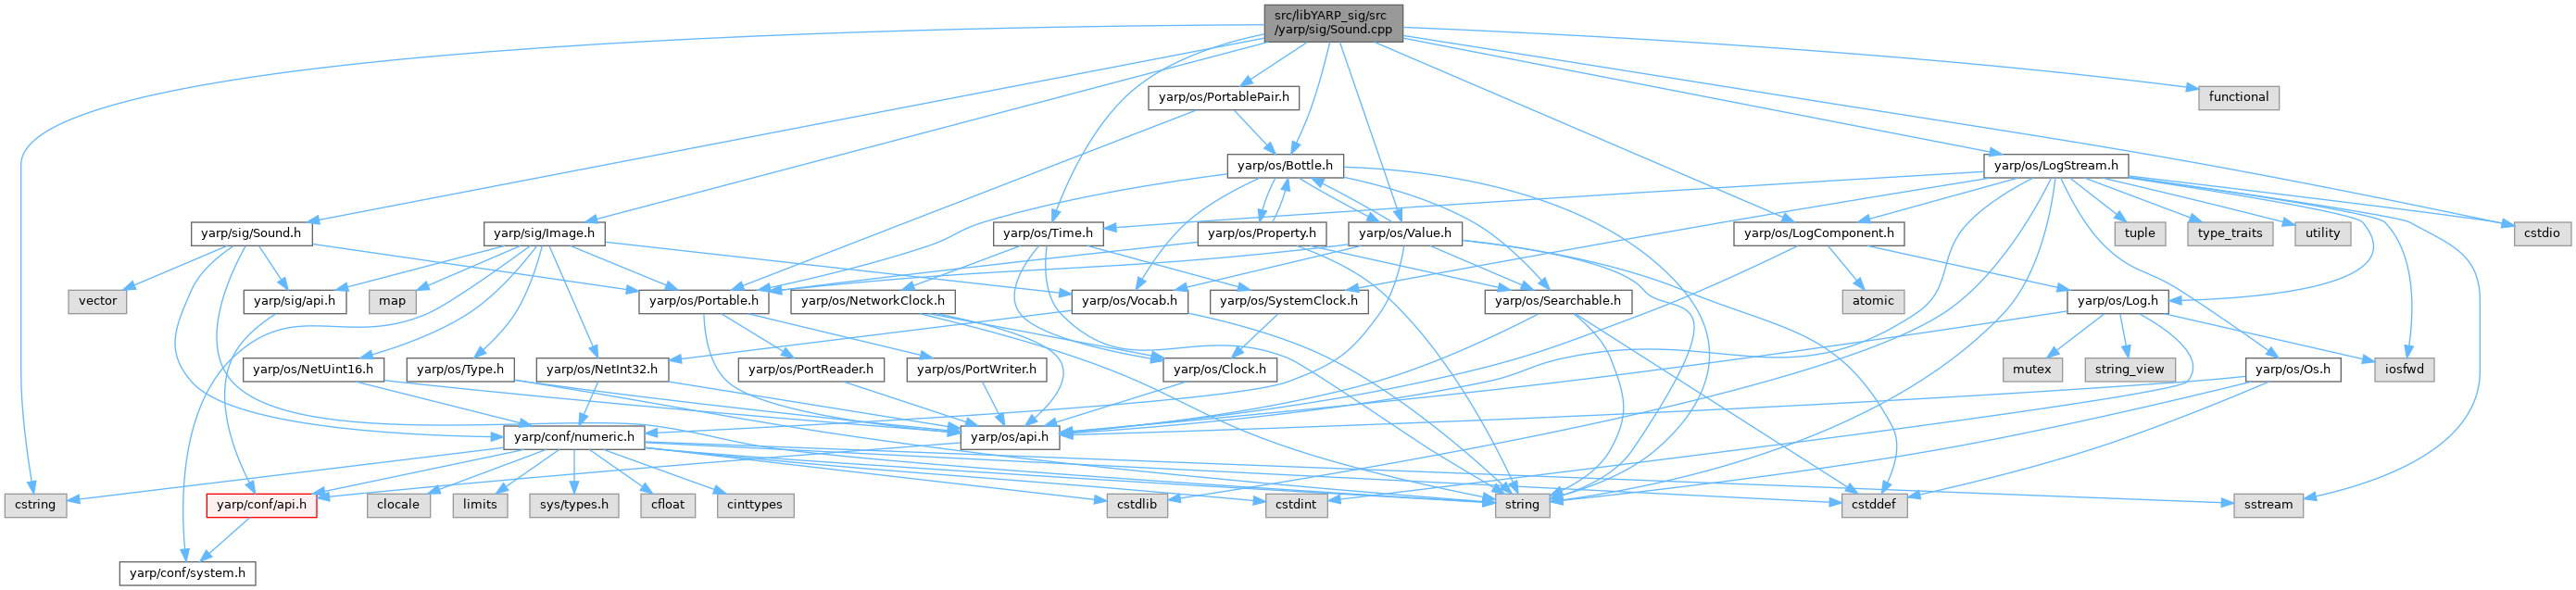 src/libYARP_sig/src
/yarp/sig/Sound.cpp
yarp/os/PortablePair.h
functional
yarp/os/Bottle.h
yarp/os/LogStream.h
yarp/sig/Sound.h
yarp/sig/Image.h
yarp/os/Time.h
yarp/os/Property.h
yarp/os/Value.h
yarp/os/LogComponent.h
tuple
type_traits
utility
cstdio
vector
yarp/sig/api.h
map
yarp/os/Portable.h
yarp/os/NetworkClock.h
yarp/os/Vocab.h
yarp/os/SystemClock.h
yarp/os/Searchable.h
atomic
yarp/os/Log.h
yarp/os/NetUint16.h
yarp/os/Type.h
yarp/os/NetInt32.h
yarp/os/PortReader.h
yarp/os/PortWriter.h
yarp/os/Clock.h
mutex
string_view
yarp/os/Os.h
iosfwd
yarp/conf/numeric.h
yarp/os/api.h
cstring
yarp/conf/api.h
clocale
limits
sys/types.h
cfloat
cinttypes
cstdlib
cstdint
string
cstddef
sstream
yarp/conf/system.h